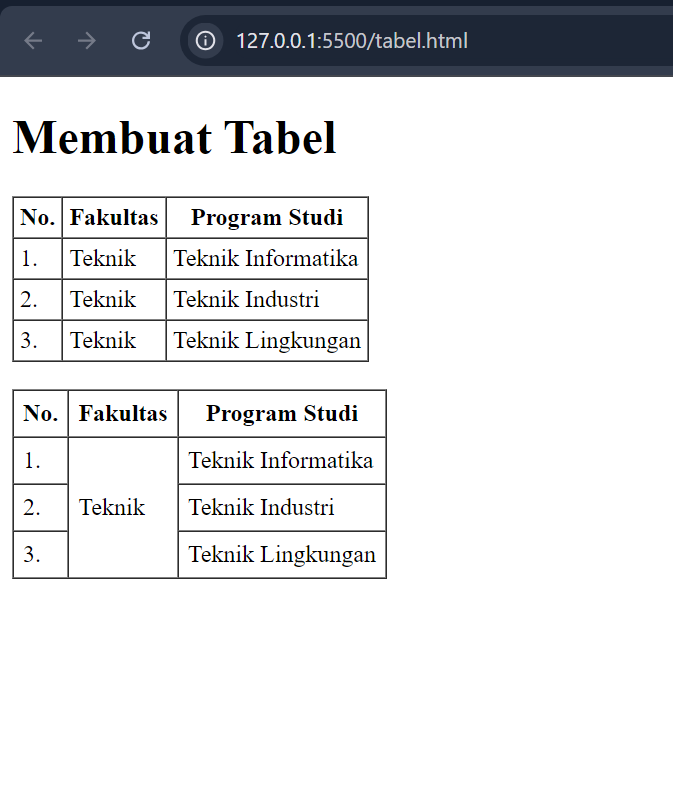 127.0.0.1:5500/tabel.html
Membuat Tabel
No. Fakultas Program Studi
1. Teknik Teknik Informatika
2. Teknik Teknik Industri
3. Teknik Teknik Lingkungan
No. Fakultas Program Studi
1. Teknik Informatika
2. Teknik Teknik Industri
3. Teknik Lingkungan